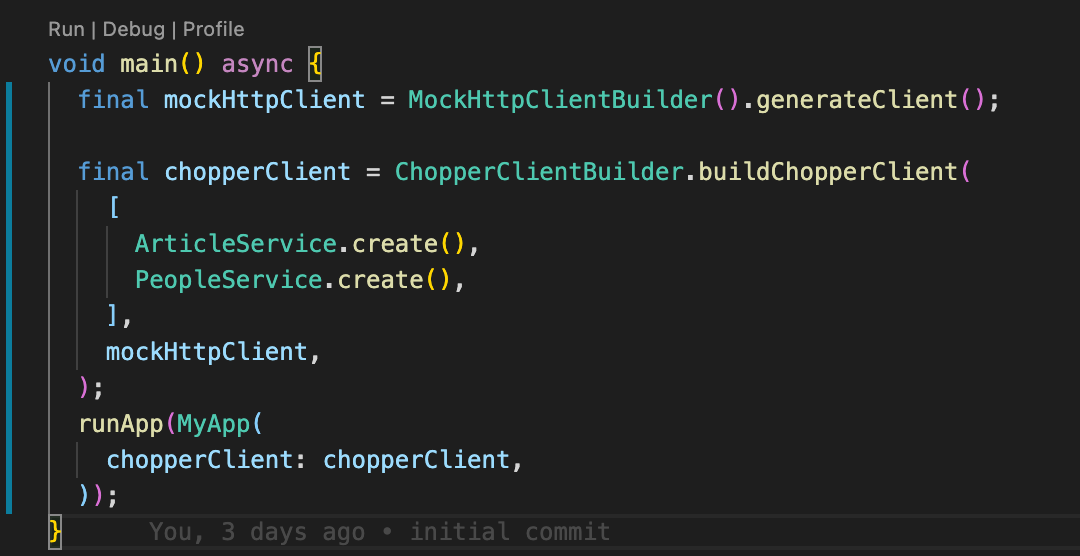 Run | Debug | Profile
void main() async {
  final mockHttpClient = MockHttpClientBuilder().generateClient();

  final chopperClient = ChopperClientBuilder.buildChopperClient(
    [
      ArticleService.create(),
      PeopleService.create(),
    ],
    mockHttpClient,
  );
  runApp(MyApp(
    chopperClient: chopperClient,
  ));
}      You, 3 days ago • initial commit